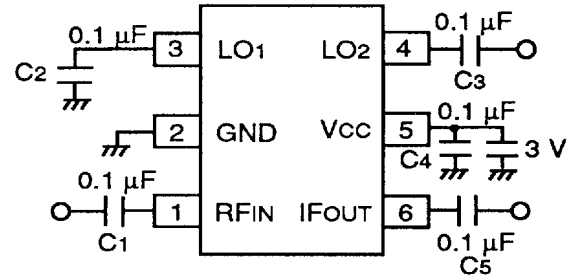 0.1 µF 3 LO1 LO2 4 0.1 µF
C2 C3
2 GND VCC 5 0.1 µF
C4 3 V
0.1 µF
1 RFIN IFOUT 6
C1 0.1 µF
C5